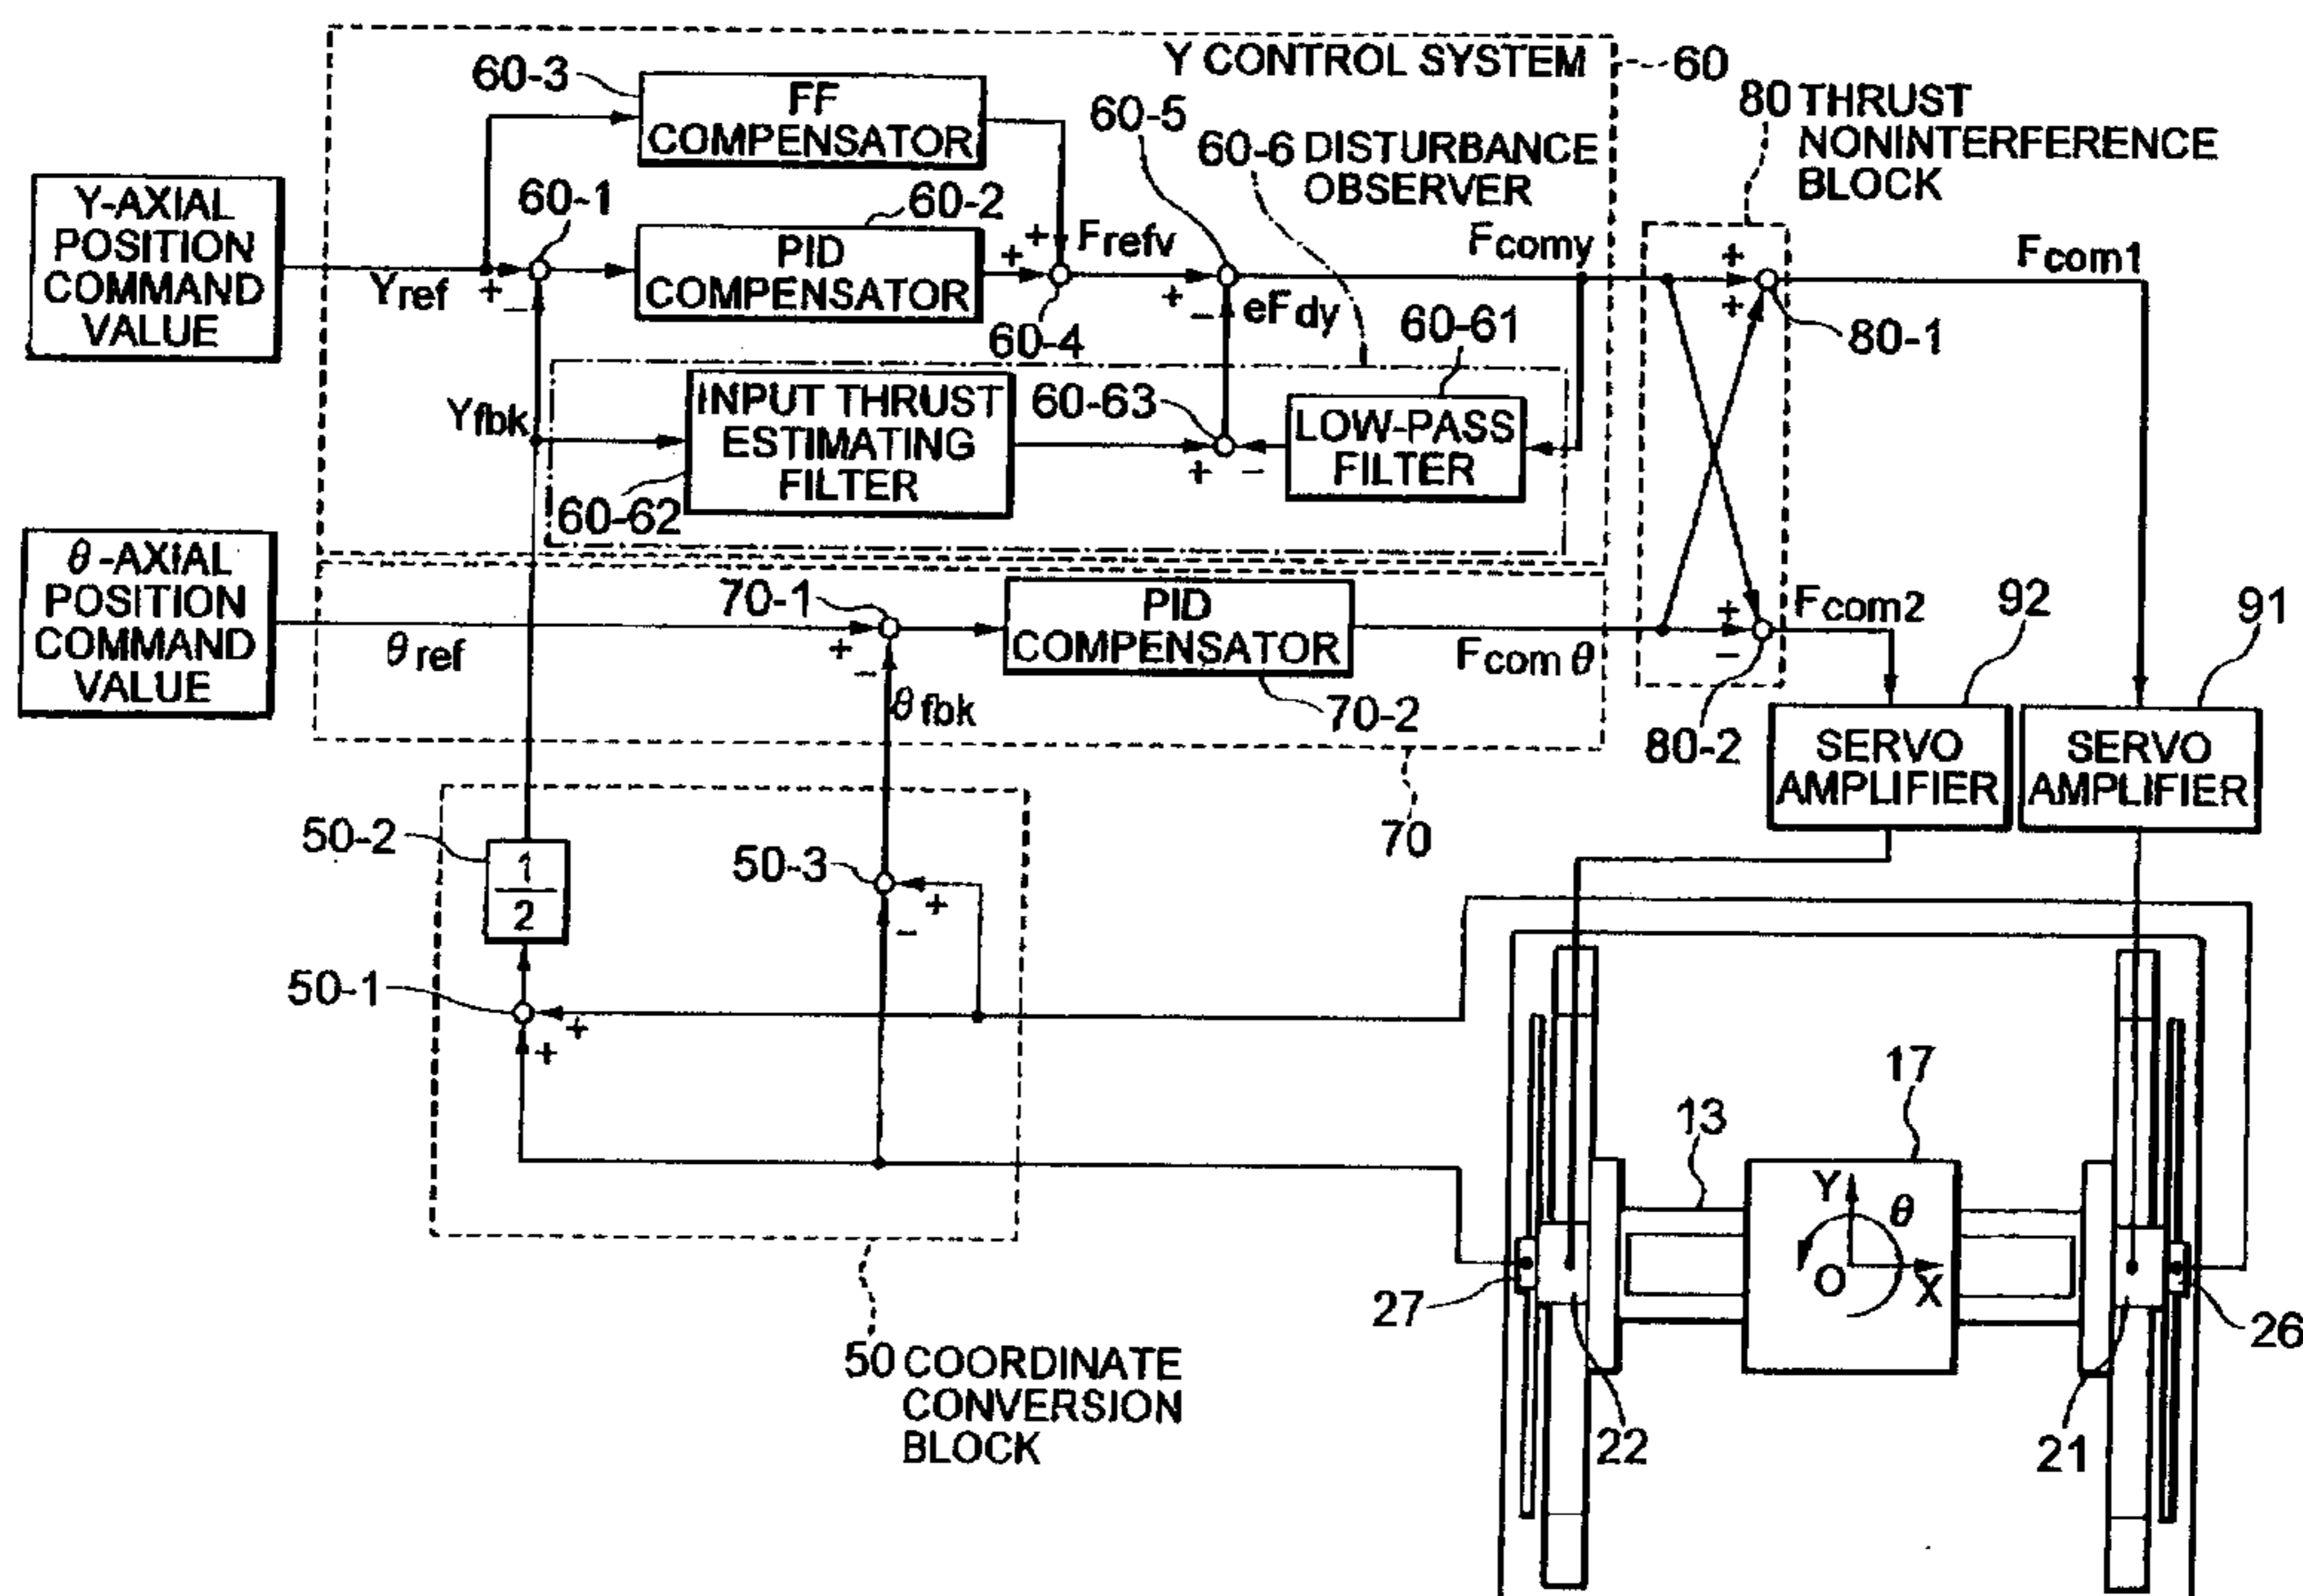 Y CONTROL SYSTEM
60
60-3
FF
COMPENSATOR
60-5
80 THRUST
NONINTERFERENCE
BLOCK
60-6 DISTURBANCE
OBSERVER
Y-AXIAL
POSITION
COMMAND
VALUE
60-1
60-2
PID
COMPENSATOR
Yref
+
−
+
+
Frefv
60-4
+
−
eFdy
Fcomy
+
+
Fcom1
80-1
60-61
Yfbk
INPUT THRUST
ESTIMATING
FILTER
60-62
60-63
+
−
LOW-PASS
FILTER
θ-AXIAL
POSITION
COMMAND
VALUE
θref
70-1
+
−
θfbk
PID
COMPENSATOR
70-2
Fcom θ
+
−
Fcom2
80-2
92
91
SERVO
AMPLIFIER
SERVO
AMPLIFIER
70
50-2
1
2
50-3
+
−
50-1
+
+
50 COORDINATE
CONVERSION
BLOCK
13
17
Y
θ
O
X
27
22
21
26